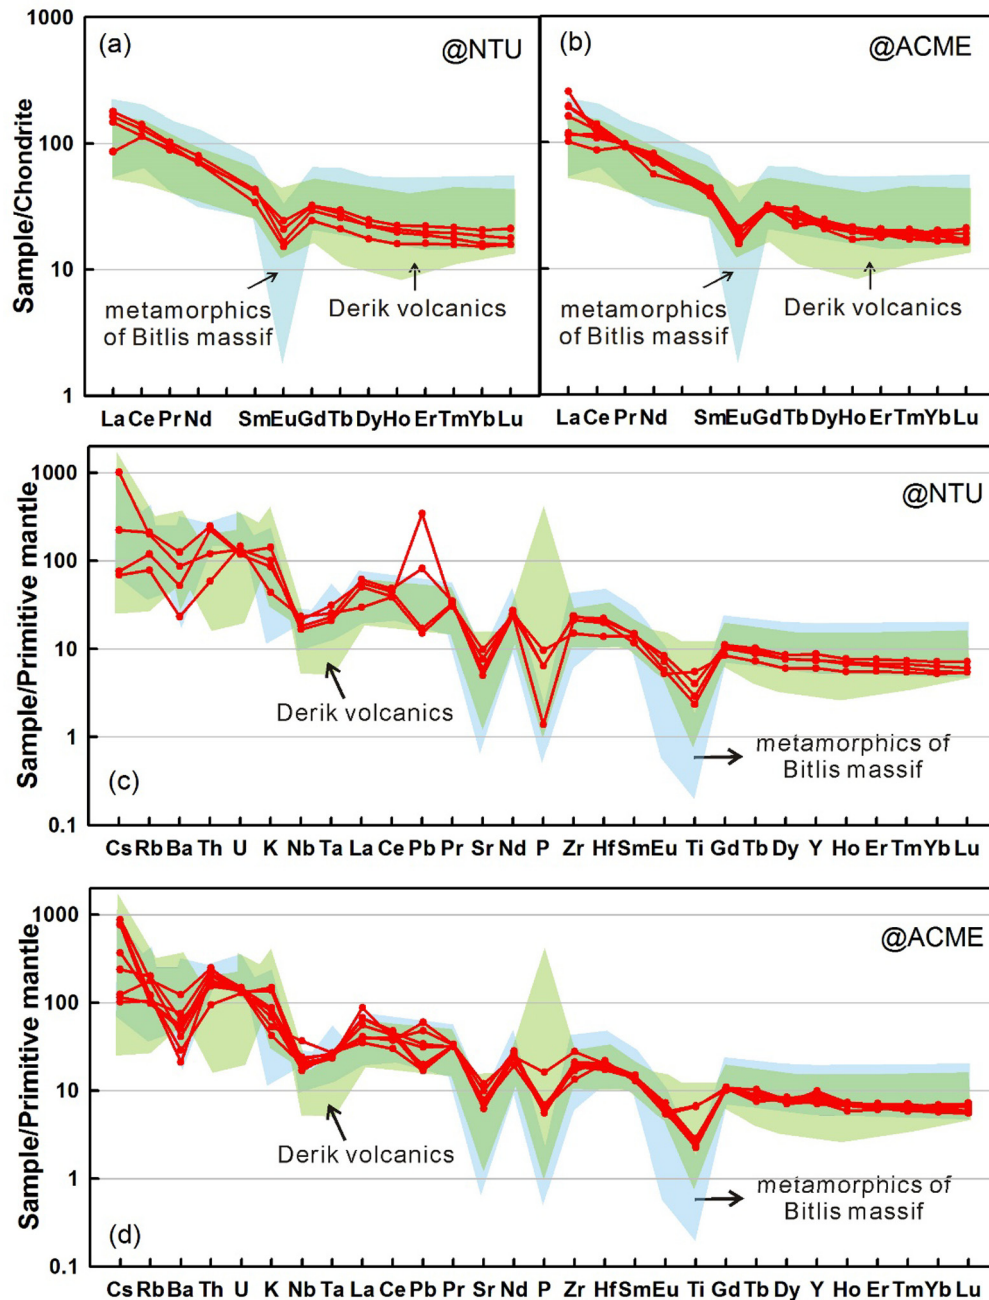 1000
(a)
@NTU
(b)
@ACME
100
10
1
Sample/Chondrite
metamorphics
of Bitlis massif
Derik volcanics
metamorphics
of Bitlis massif
Derik volcanics
La Ce Pr Nd Sm Eu Gd Tb Dy Ho Er Tm Yb Lu
La Ce Pr Nd Sm Eu Gd Tb Dy Ho Er Tm Yb Lu
1000
@NTU
100
10
1
0.1
Sample/Primitive mantle
Derik volcanics
metamorphics of
Bitlis massif
(c)
Cs Rb Ba Th U K Nb Ta La Ce Pb Pr Sr Nd P Zr Hf Sm Eu Ti Gd Tb Dy Y Ho Er Tm Yb Lu
1000
@ACME
100
10
1
0.1
Sample/Primitive mantle
Derik volcanics
metamorphics of
Bitlis massif
(d)
Cs Rb Ba Th U K Nb Ta La Ce Pb Pr Sr Nd P Zr Hf Sm Eu Ti Gd Tb Dy Y Ho Er Tm Yb Lu